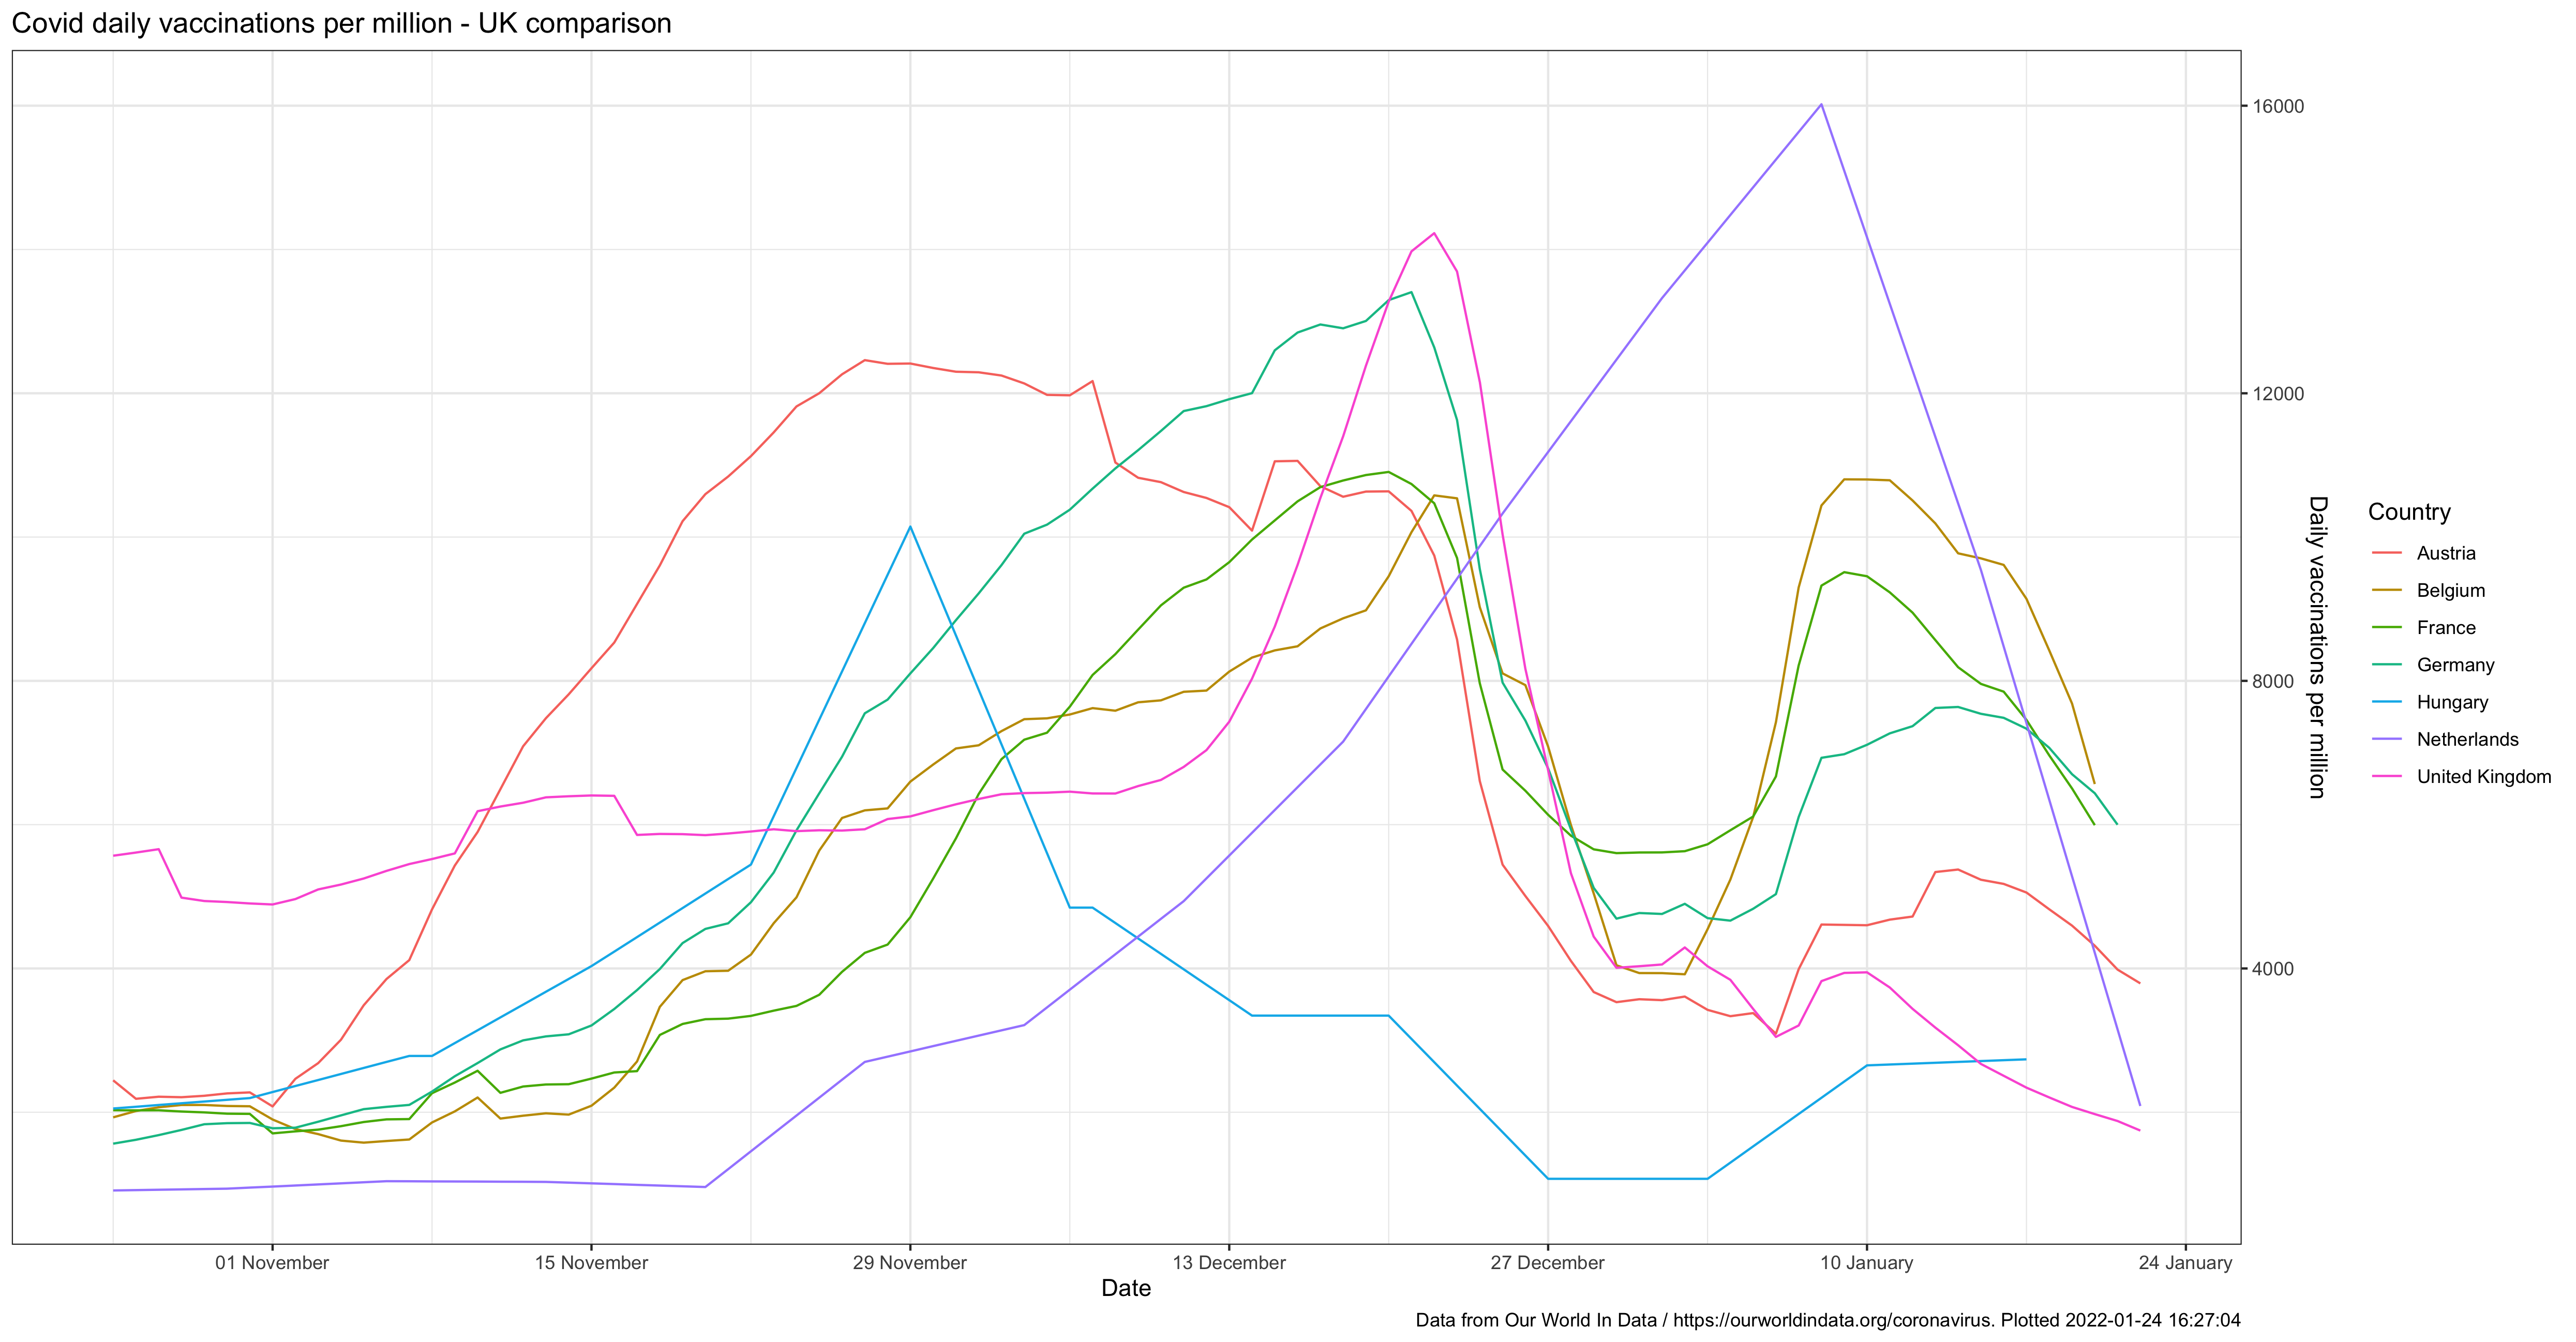 Covid daily vaccinations per million - UK comparison
16000
12000
8000
4000
Daily vaccinations per million
Country
Austria
Belgium
France
Germany
Hungary
Netherlands
United Kingdom
01 November
15 November
29 November
13 December
27 December
10 January
24 January
Date
Data from Our World In Data / https://ourworldindata.org/coronavirus. Plotted 2022-01-24 16:27:04